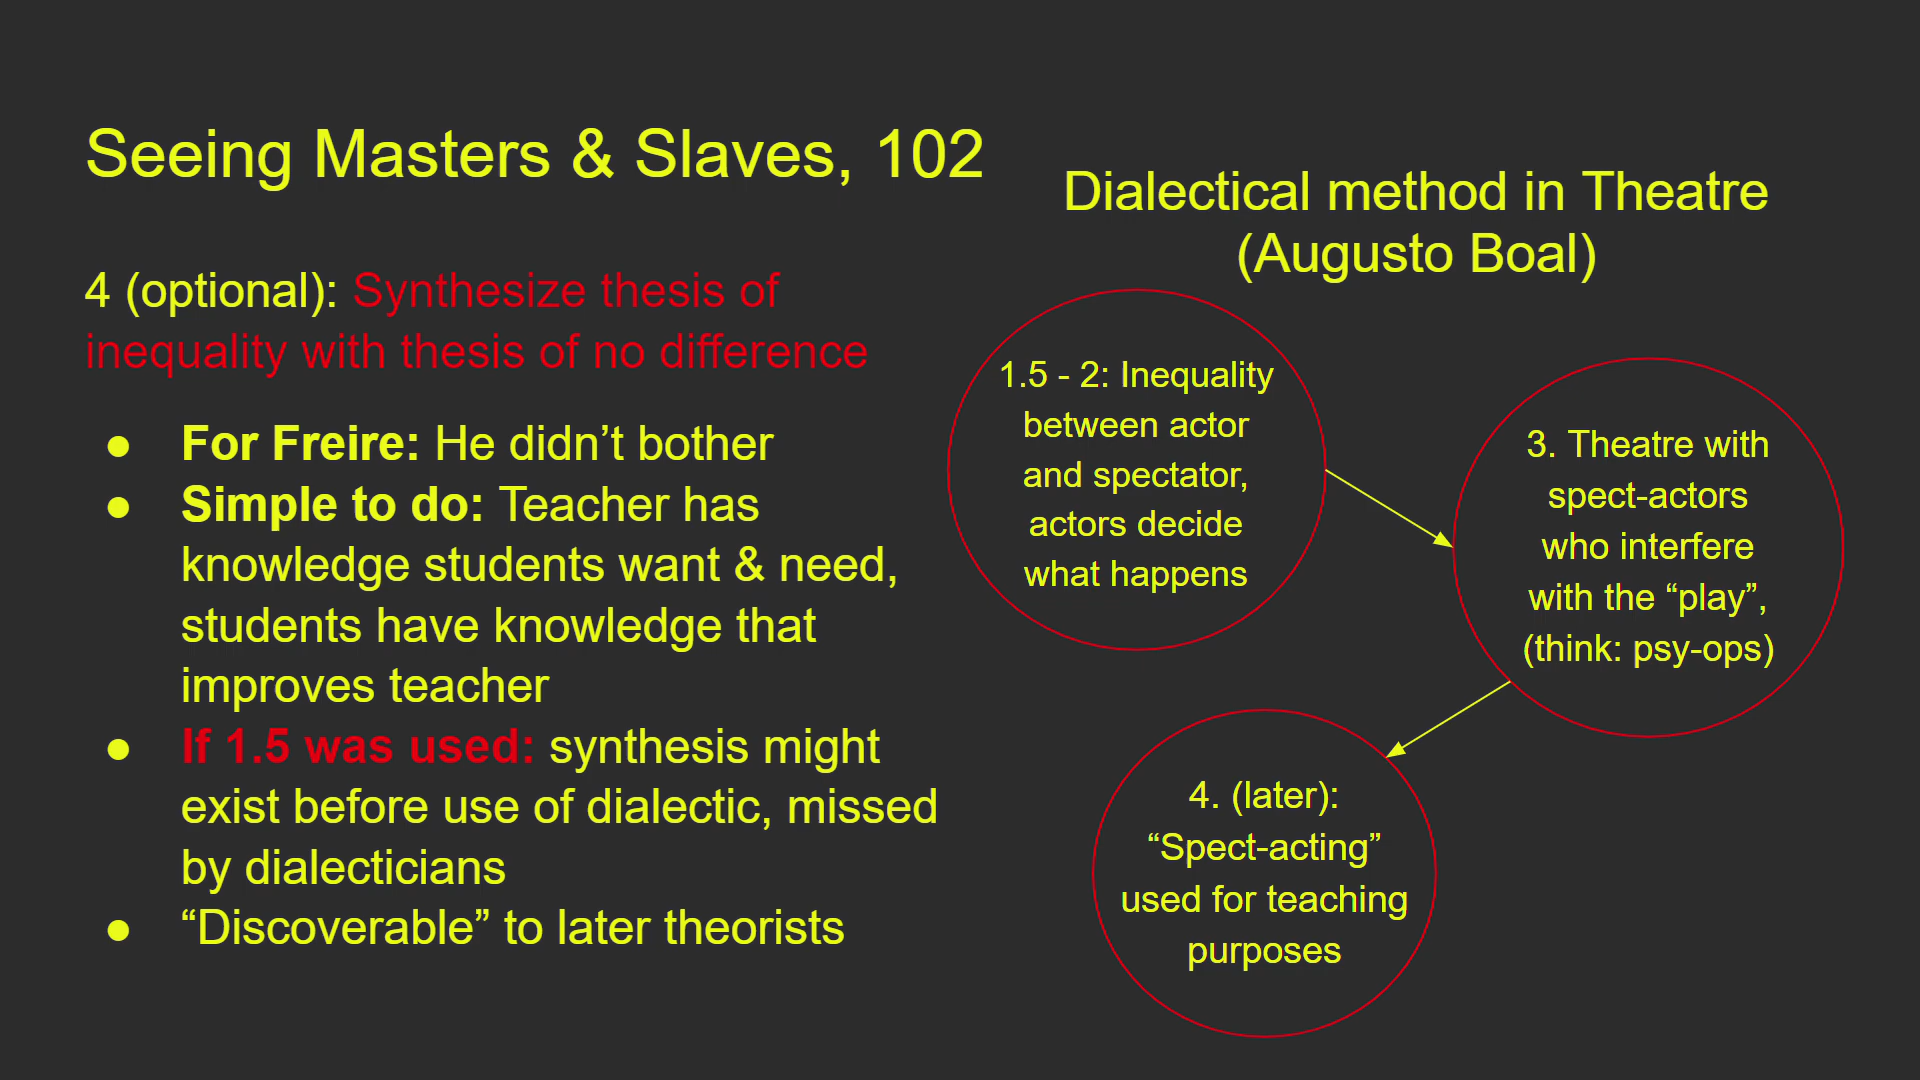 Seeing Masters & Slaves, 102
4 (optional): Synthesize thesis of
inequality with thesis of no difference
● For Freire: He didn’t bother
● Simple to do: Teacher has
knowledge students want & need,
students have knowledge that
improves teacher
● If 1.5 was used: synthesis might
exist before use of dialectic, missed
by dialecticians
● “Discoverable” to later theorists
Dialectical method in Theatre
(Augusto Boal)
1.5 - 2: Inequality
between actor
and spectator,
actors decide
what happens
3. Theatre with
spect-actors
who interfere
with the “play”,
(think: psy-ops)
4. (later):
“Spect-acting”
used for teaching
purposes